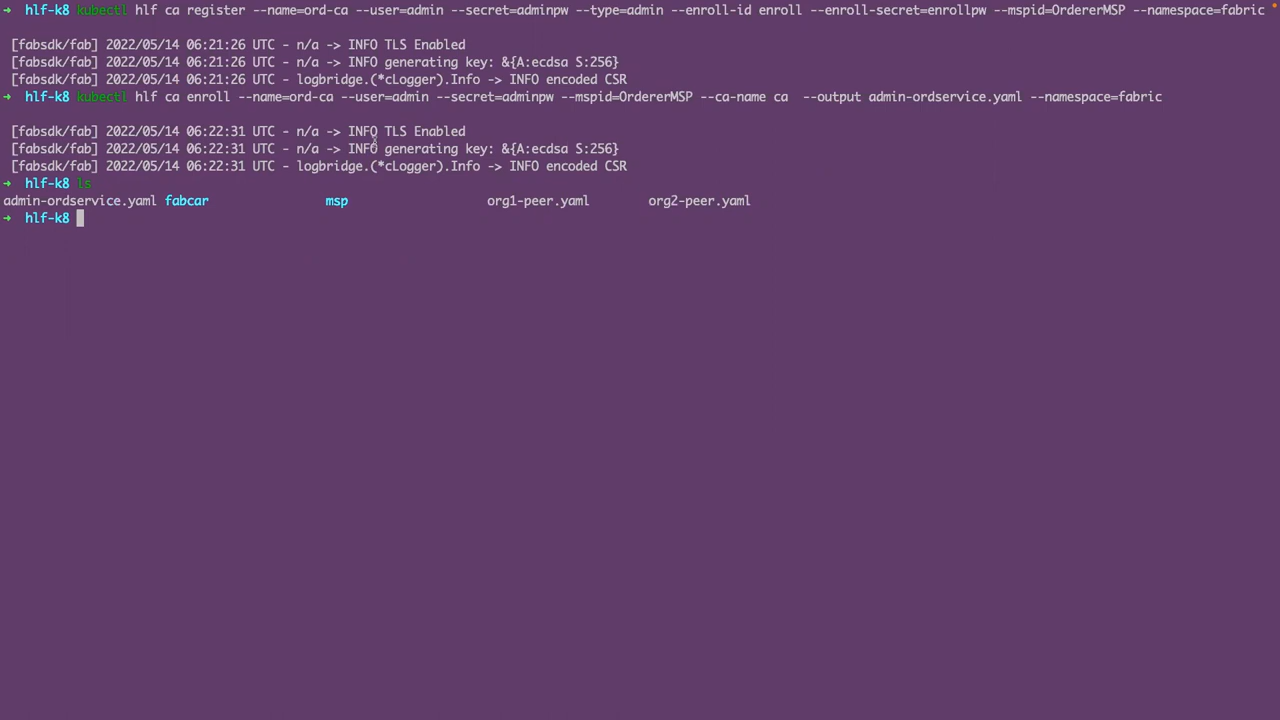 ➜  hlf-k8 kubectl hlf ca register --name=ord-ca --user=admin --secret=adminpw --type=admin --enroll-id enroll --enroll-secret=enrollpw --mspid=OrdererMSP --namespace=fabric
[fabsdk/fab] 2022/05/14 06:21:26 UTC - n/a -> INFO TLS Enabled
[fabsdk/fab] 2022/05/14 06:21:26 UTC - n/a -> INFO generating key: &{A:ecdsa S:256}
[fabsdk/fab] 2022/05/14 06:21:26 UTC - logbridge.(*cLogger).Info -> INFO encoded CSR
➜  hlf-k8 kubectl hlf ca enroll --name=ord-ca --user=admin --secret=adminpw --mspid=OrdererMSP --ca-name ca  --output admin-ordservice.yaml --namespace=fabric
[fabsdk/fab] 2022/05/14 06:22:31 UTC - n/a -> INFO TLS Enabled
[fabsdk/fab] 2022/05/14 06:22:31 UTC - n/a -> INFO generating key: &{A:ecdsa S:256}
[fabsdk/fab] 2022/05/14 06:22:31 UTC - logbridge.(*cLogger).Info -> INFO encoded CSR
➜  hlf-k8 ls
admin-ordservice.yaml fabcar                msp                   org1-peer.yaml        org2-peer.yaml
➜  hlf-k8